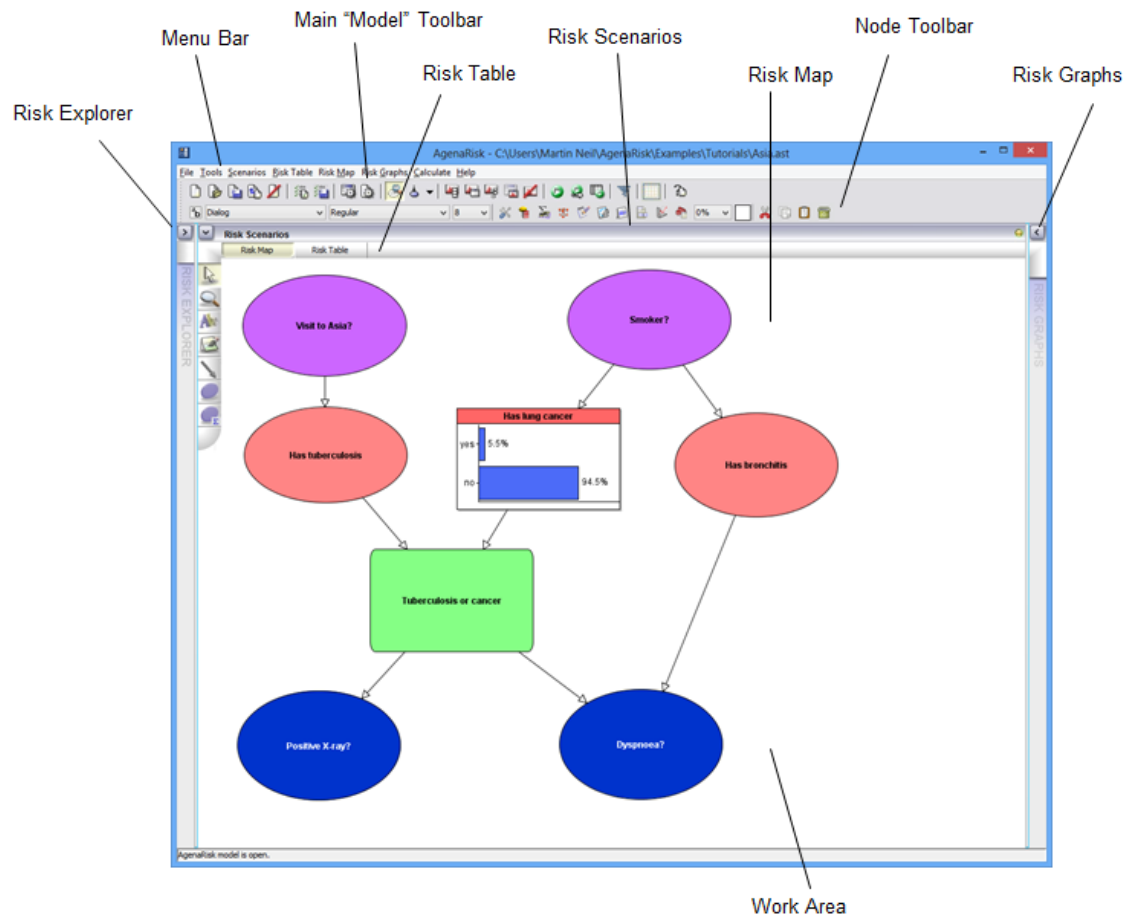 Main “Model” Toolbar
Node Toolbar
Menu Bar
Risk Scenarios
Risk Table
Risk Map
Risk Graphs
Risk Explorer
AgenaRisk - C:\Users\Martin Neil\AgenaRisk\Examples\Tutorials\Asia.ast
File Tools Scenarios Risk Table Risk Map Risk Graphs Calculate Help
Dialog Regular 8 0%
Risk Scenarios
Risk Map Risk Table
RISK EXPLORER
RISK GRAPHS
Abc
Visit to Asia?
Smoker?
Has lung cancer
yes 5.5%
no 94.5%
Has tuberculosis
Has bronchitis
Tuberculosis or cancer
Positive X-ray?
Dyspnoea?
AgenaRisk model is open.
Work Area